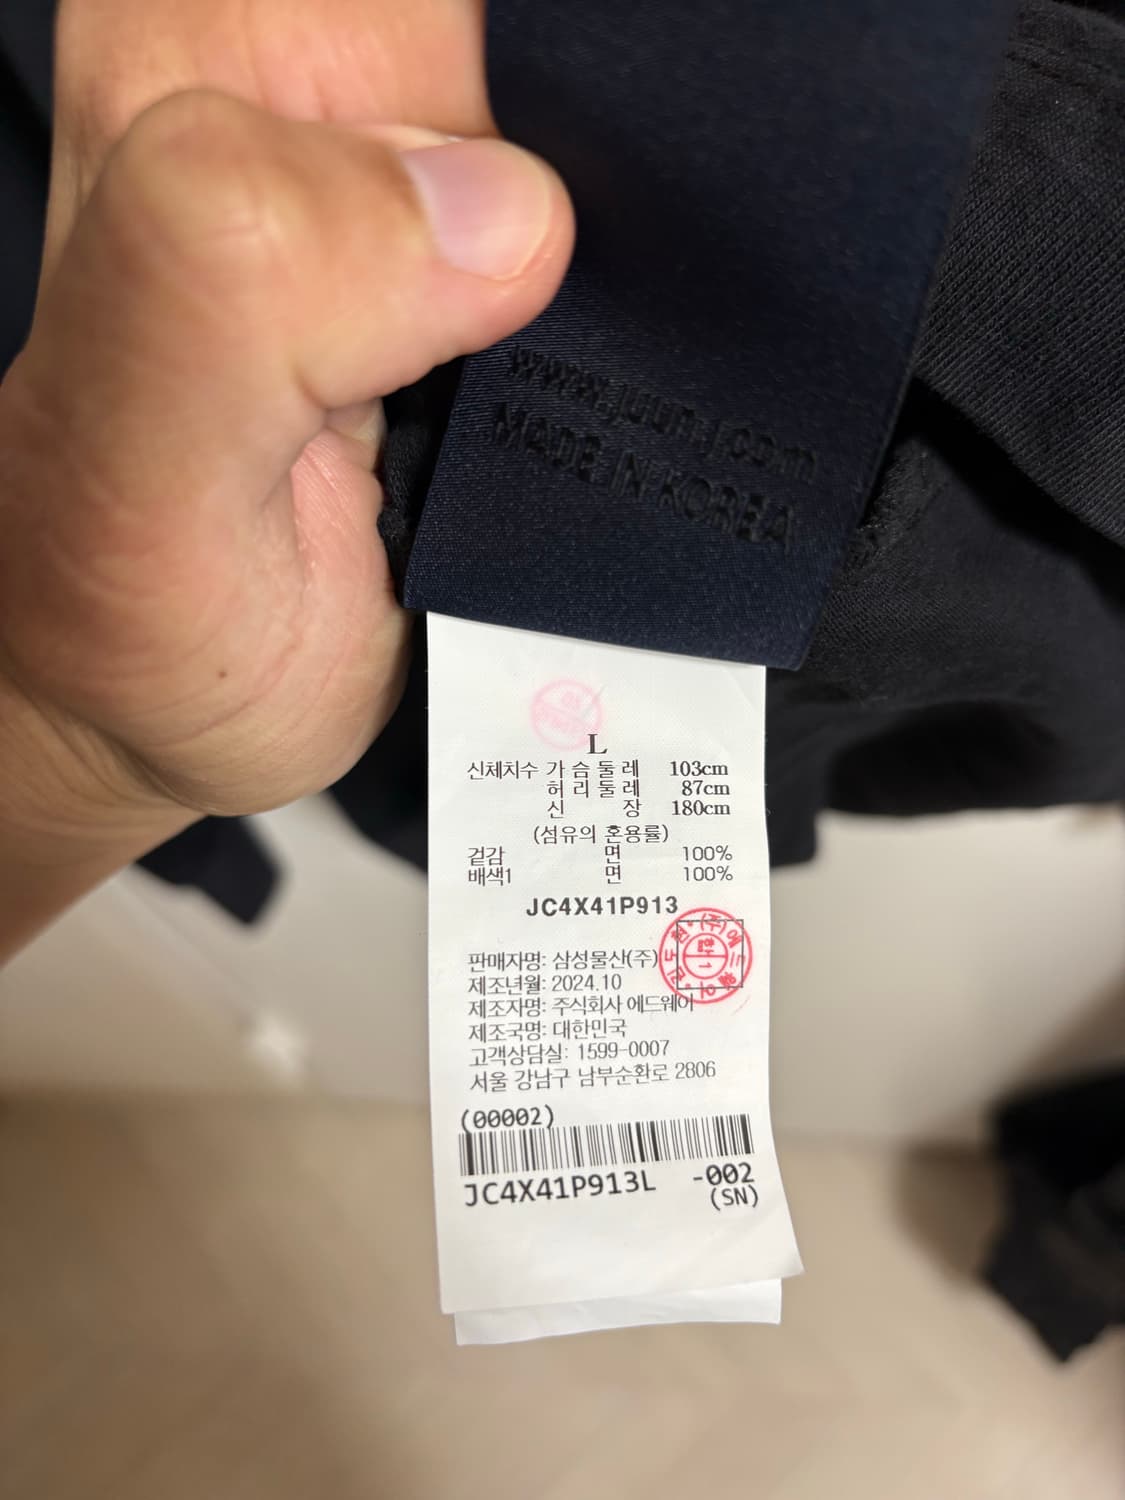 www.juunj.com
MADE IN KOREA
L
신체치수 가슴둘레 103cm
허리둘레 87cm
신 장 180cm
(섬유의 혼용률)
겉감 면 100%
배색1 면 100%
JC4X41P913
판매자명: 삼성물산(주)
제조년월: 2024.10
제조자명: 주식회사 에드웨이
제조국명: 대한민국
고객상담실: 1599-0007
서울 강남구 남부순환로 2806
(00002)
JC4X41P913L -002
(SN)